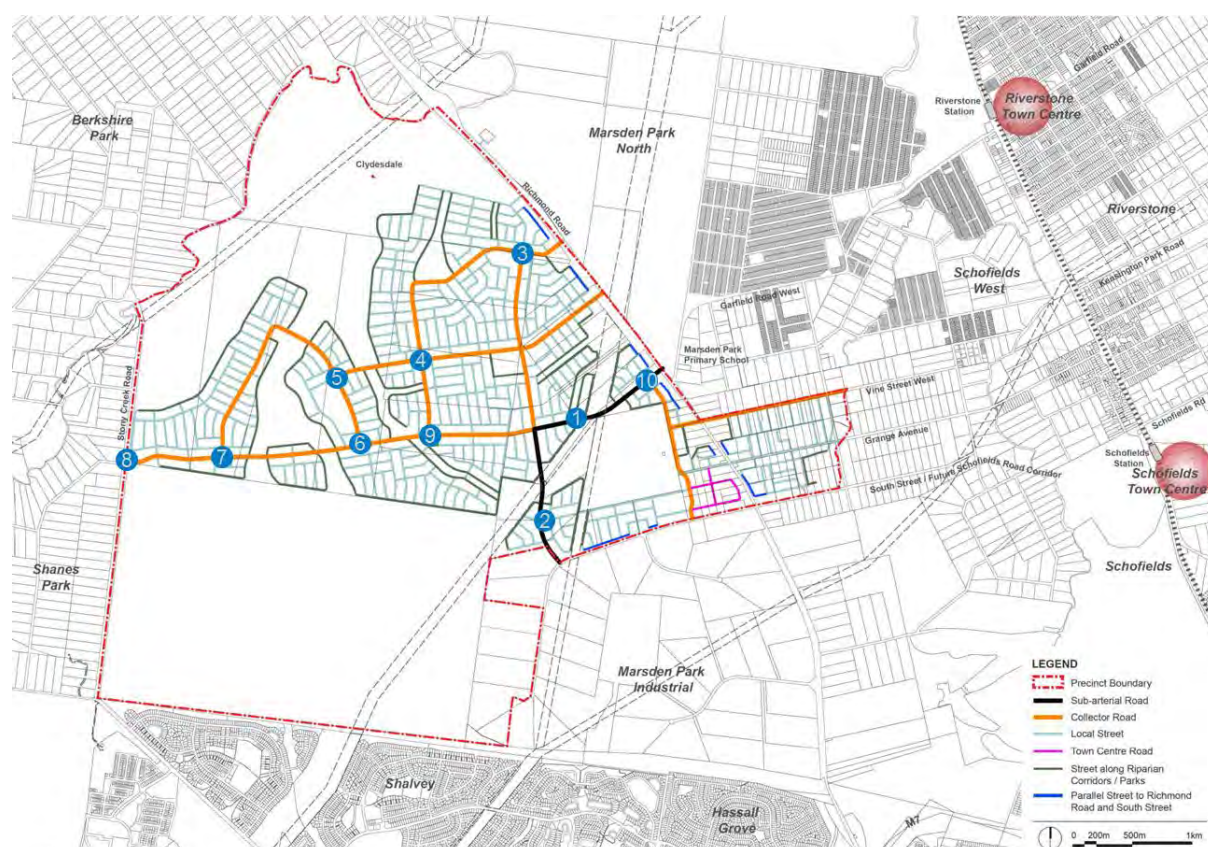 Berkshire
Park
Clydesdale
Marsden Park
North
Richmond Road
Riverstone
Station
Riverstone
Town Centre
Garfield Road
Riverstone
Kensington Park Road
Schofields
West
Garfield Road West
Marsden Park
Primary School
Vine Street West
Grange Avenue
South Street / Future Schofields Road Corridor
Schofields Rd
Schofields
Station
Schofields
Town Centre
Schofields
Stony Creek Road
3
4
5
10
1
6
9
7
8
2
Shanes
Park
Marsden Park
Industrial
Shalvey
Hassall
Grove
M7
LEGEND
Precinct Boundary
Sub-arterial Road
Collector Road
Local Street
Town Centre Road
Street along Riparian
Corridors / Parks
Parallel Street to Richmond
Road and South Street
0 200m 500m 1km